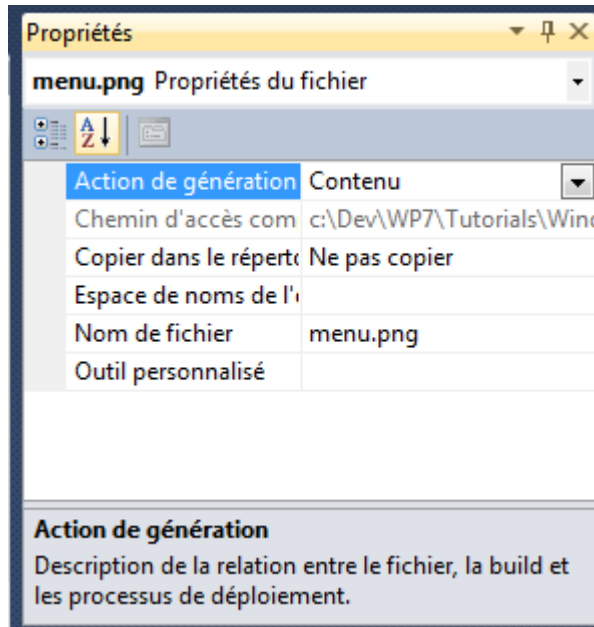 Propriétés
menu.png Propriétés du fichier
Action de génération Contenu
Chemin d'accès com c:\Dev\WP7\Tutorials\Wind
Copier dans le réperto Ne pas copier
Espace de noms de l'
Nom de fichier menu.png
Outil personnalisé
Action de génération
Description de la relation entre le fichier, la build et
les processus de déploiement.